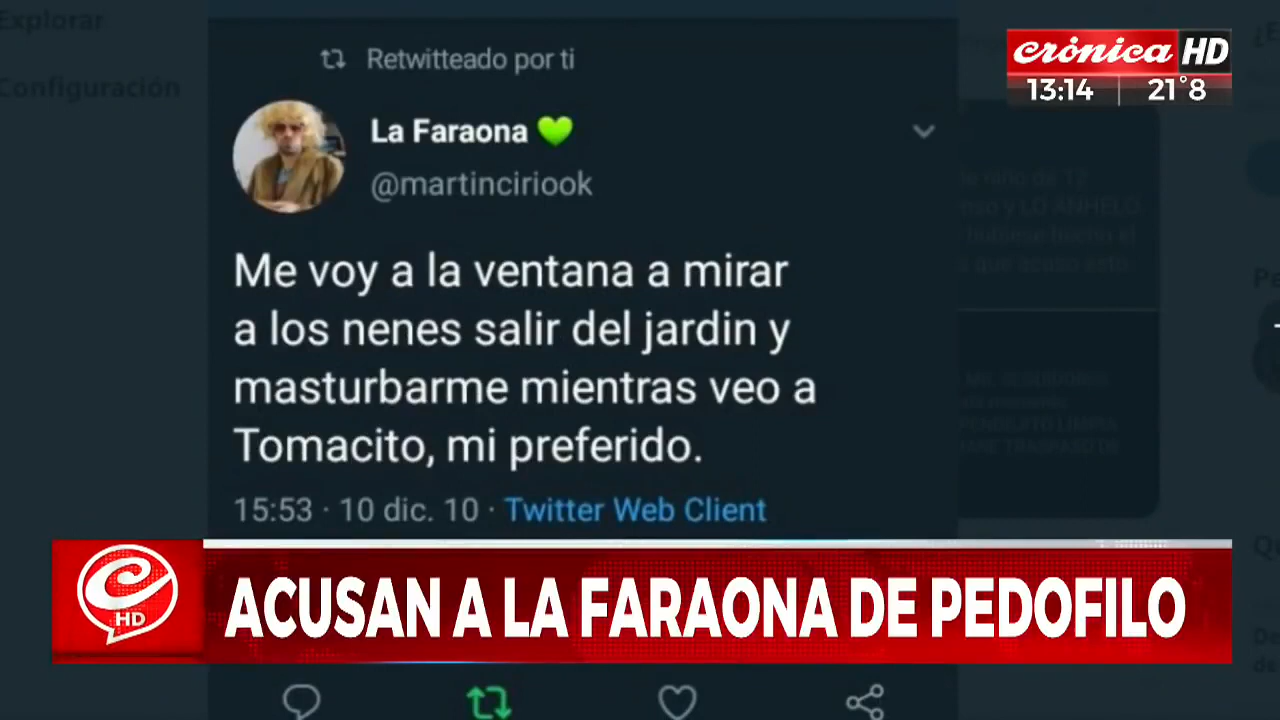 Explorar
Configuración
Retwitteado por ti
crónica HD
13:14 21°8
La Faraona 💚
@martinciriook
Me voy a la ventana a mirar
a los nenes salir del jardin y
masturbarme mientras veo a
Tomacito, mi preferido.
15:53 · 10 dic. 10 · Twitter Web Client
HD
ACUSAN A LA FARAONA DE PEDOFILO